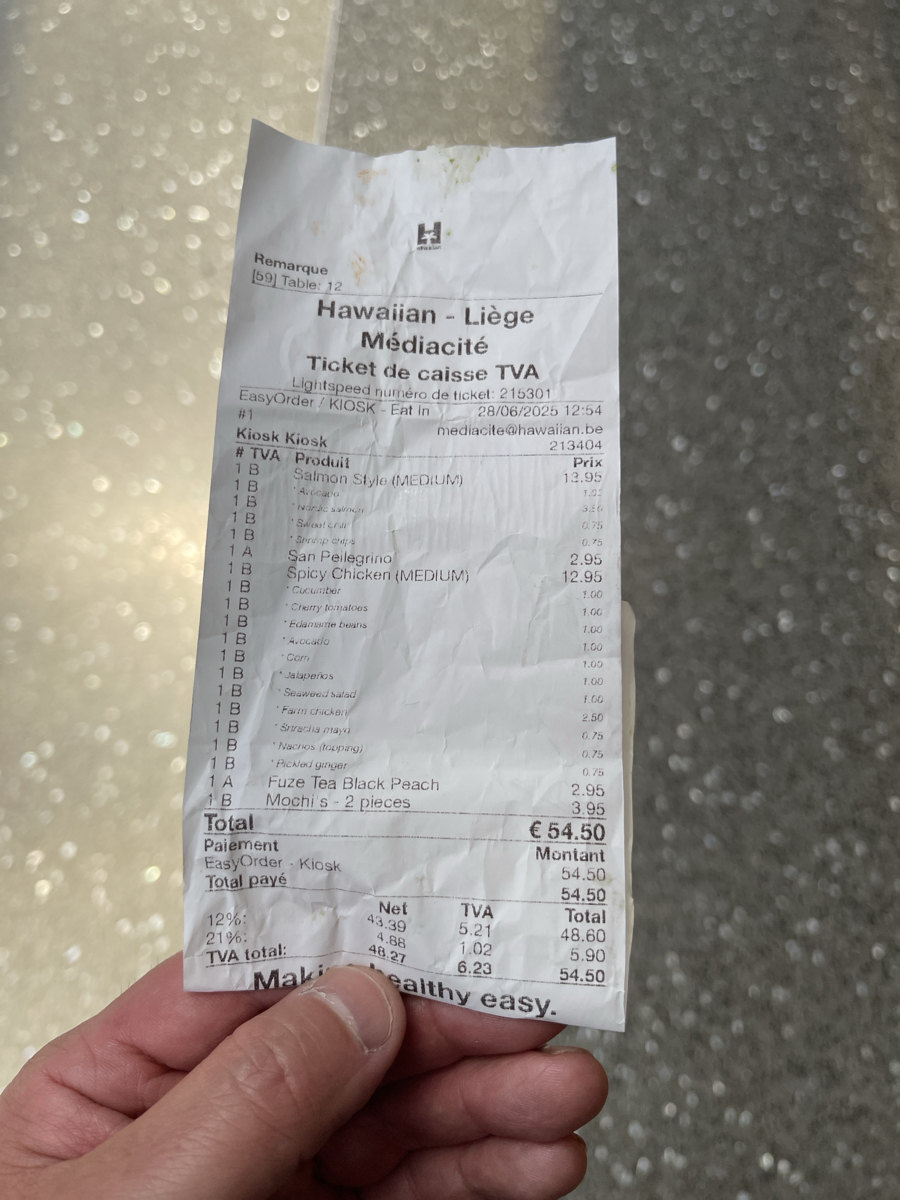 Remarque
[59] Table: 12
Hawaiian - Liège
Médiacité
Ticket de caisse TVA
Lightspeed numéro de ticket: 215301
EasyOrder / KIOSK - Eat In 28/06/2025 12:54
#1 mediacite@hawaiian.be
Kiosk Kiosk 213404
# TVA Produit Prix
1 B Salmon Style (MEDIUM) 13.95
1 B * Avocado
1 B * Nordic salmon
1 B * Sweet chili 0.75
1 B * Shrimp chips 0.75
1 A San Pellegrino 2.95
1 B Spicy Chicken (MEDIUM) 12.95
1 B * Cucumber 1.00
1 B * Cherry tomatoes 1.00
1 B * Edamame beans 1.00
1 B * Avocado 1.00
1 B * Corn 1.00
1 B * Jalapeños 1.00
1 B * Seaweed salad 1.00
1 B * Farm chicken 2.50
1 B * Sriracha mayo 0.75
1 B * Nachos (topping) 0.75
1 B * Pickled ginger 0.75
1 A Fuze Tea Black Peach 2.95
1 B Mochi's - 2 pieces 3.95
Total € 54.50
Paiement Montant
EasyOrder - Kiosk 54.50
Total payé 54.50
Net TVA Total
12%: 43.39 5.21 48.60
21%: 4.88 1.02 5.90
TVA total: 48.27 6.23 54.50
Maki ealthy easy.